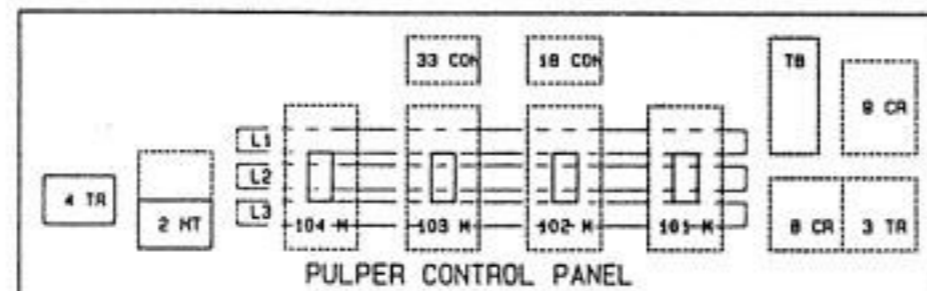 33 CON 18 CON TB
9 CR
L1
L2
4 TR
L3
2 MT 104 M 103 M 102 M 101 M 8 CR 3 TR
PULPER CONTROL PANEL